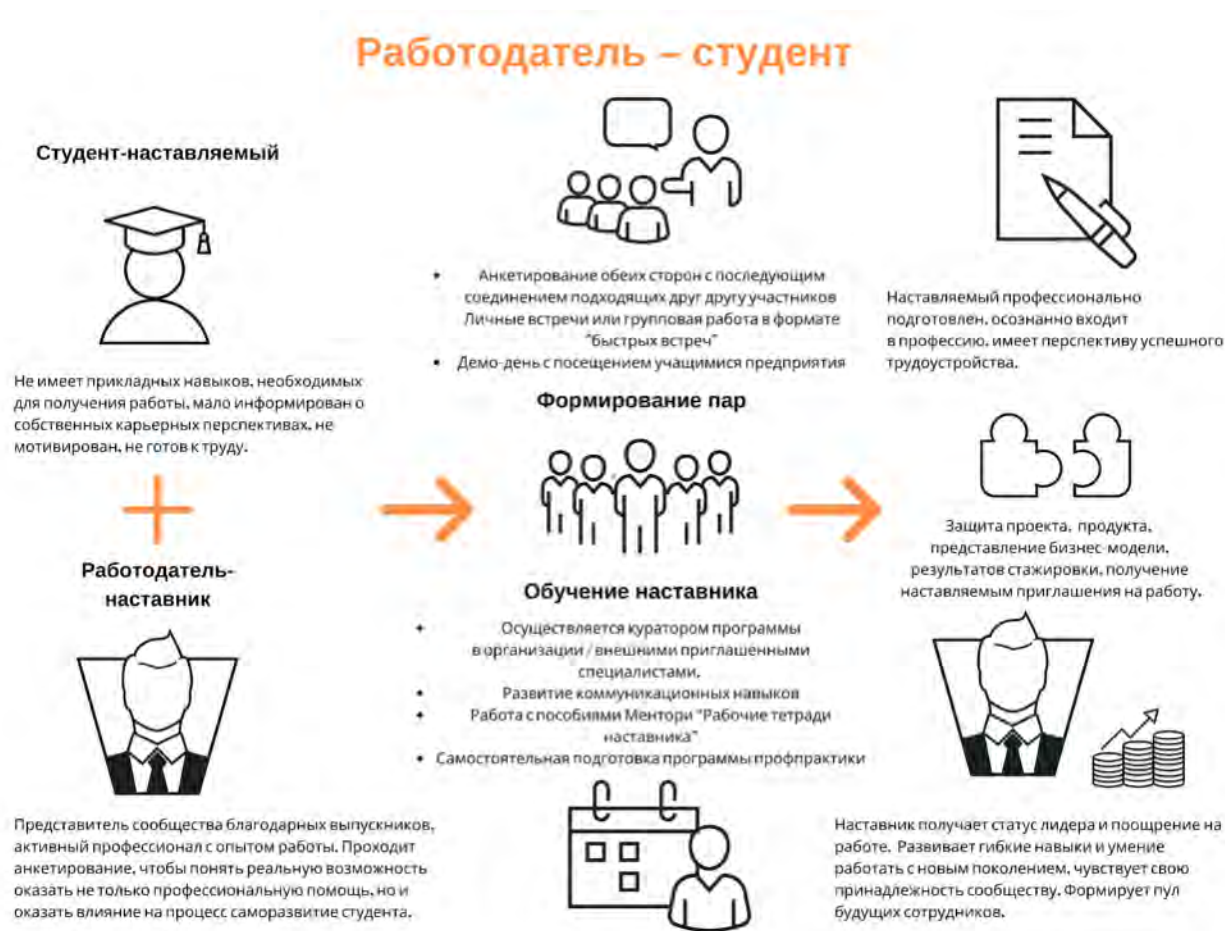 Работодатель – студент
Студент-наставляемый
Не имеет прикладных навыков, необходимых
для получения работы, мало информирован о
собственных карьерных перспективах, не
мотивирован, не готов к труду.
Работодатель-
наставник
Представитель сообщества благодарных выпускников,
активный профессионал с опытом работы. Проходит
анкетирование, чтобы понять реальную возможность
оказать не только профессиональную помощь, но и
оказать влияние на процесс саморазвитие студента.
• Анкетирование обеих сторон с последующим
соединением подходящих друг другу участников
Личные встречи или групповая работа в формате
"быстрых встреч"
• Демо-день с посещением учащимися предприятия
Формирование пар
Обучение наставника
• Осуществляется куратором программы
в организации / внешними приглашенными
специалистами.
• Развитие коммуникационных навыков
• Работа с пособиями Ментори "Рабочие тетради
наставника"
• Самостоятельная подготовка программы профпрактики
Наставляемый профессионально
подготовлен, осознанно входит
в профессию, имеет перспективу успешного
трудоустройства.
Защита проекта, продукта,
представление бизнес-модели,
результатов стажировки, получение
наставляемым приглашения на работу.
Наставник получает статус лидера и поощрение на
работе. Развивает гибкие навыки и умение
работать с новым поколением, чувствует свою
принадлежность сообществу. Формирует пул
будущих сотрудников.